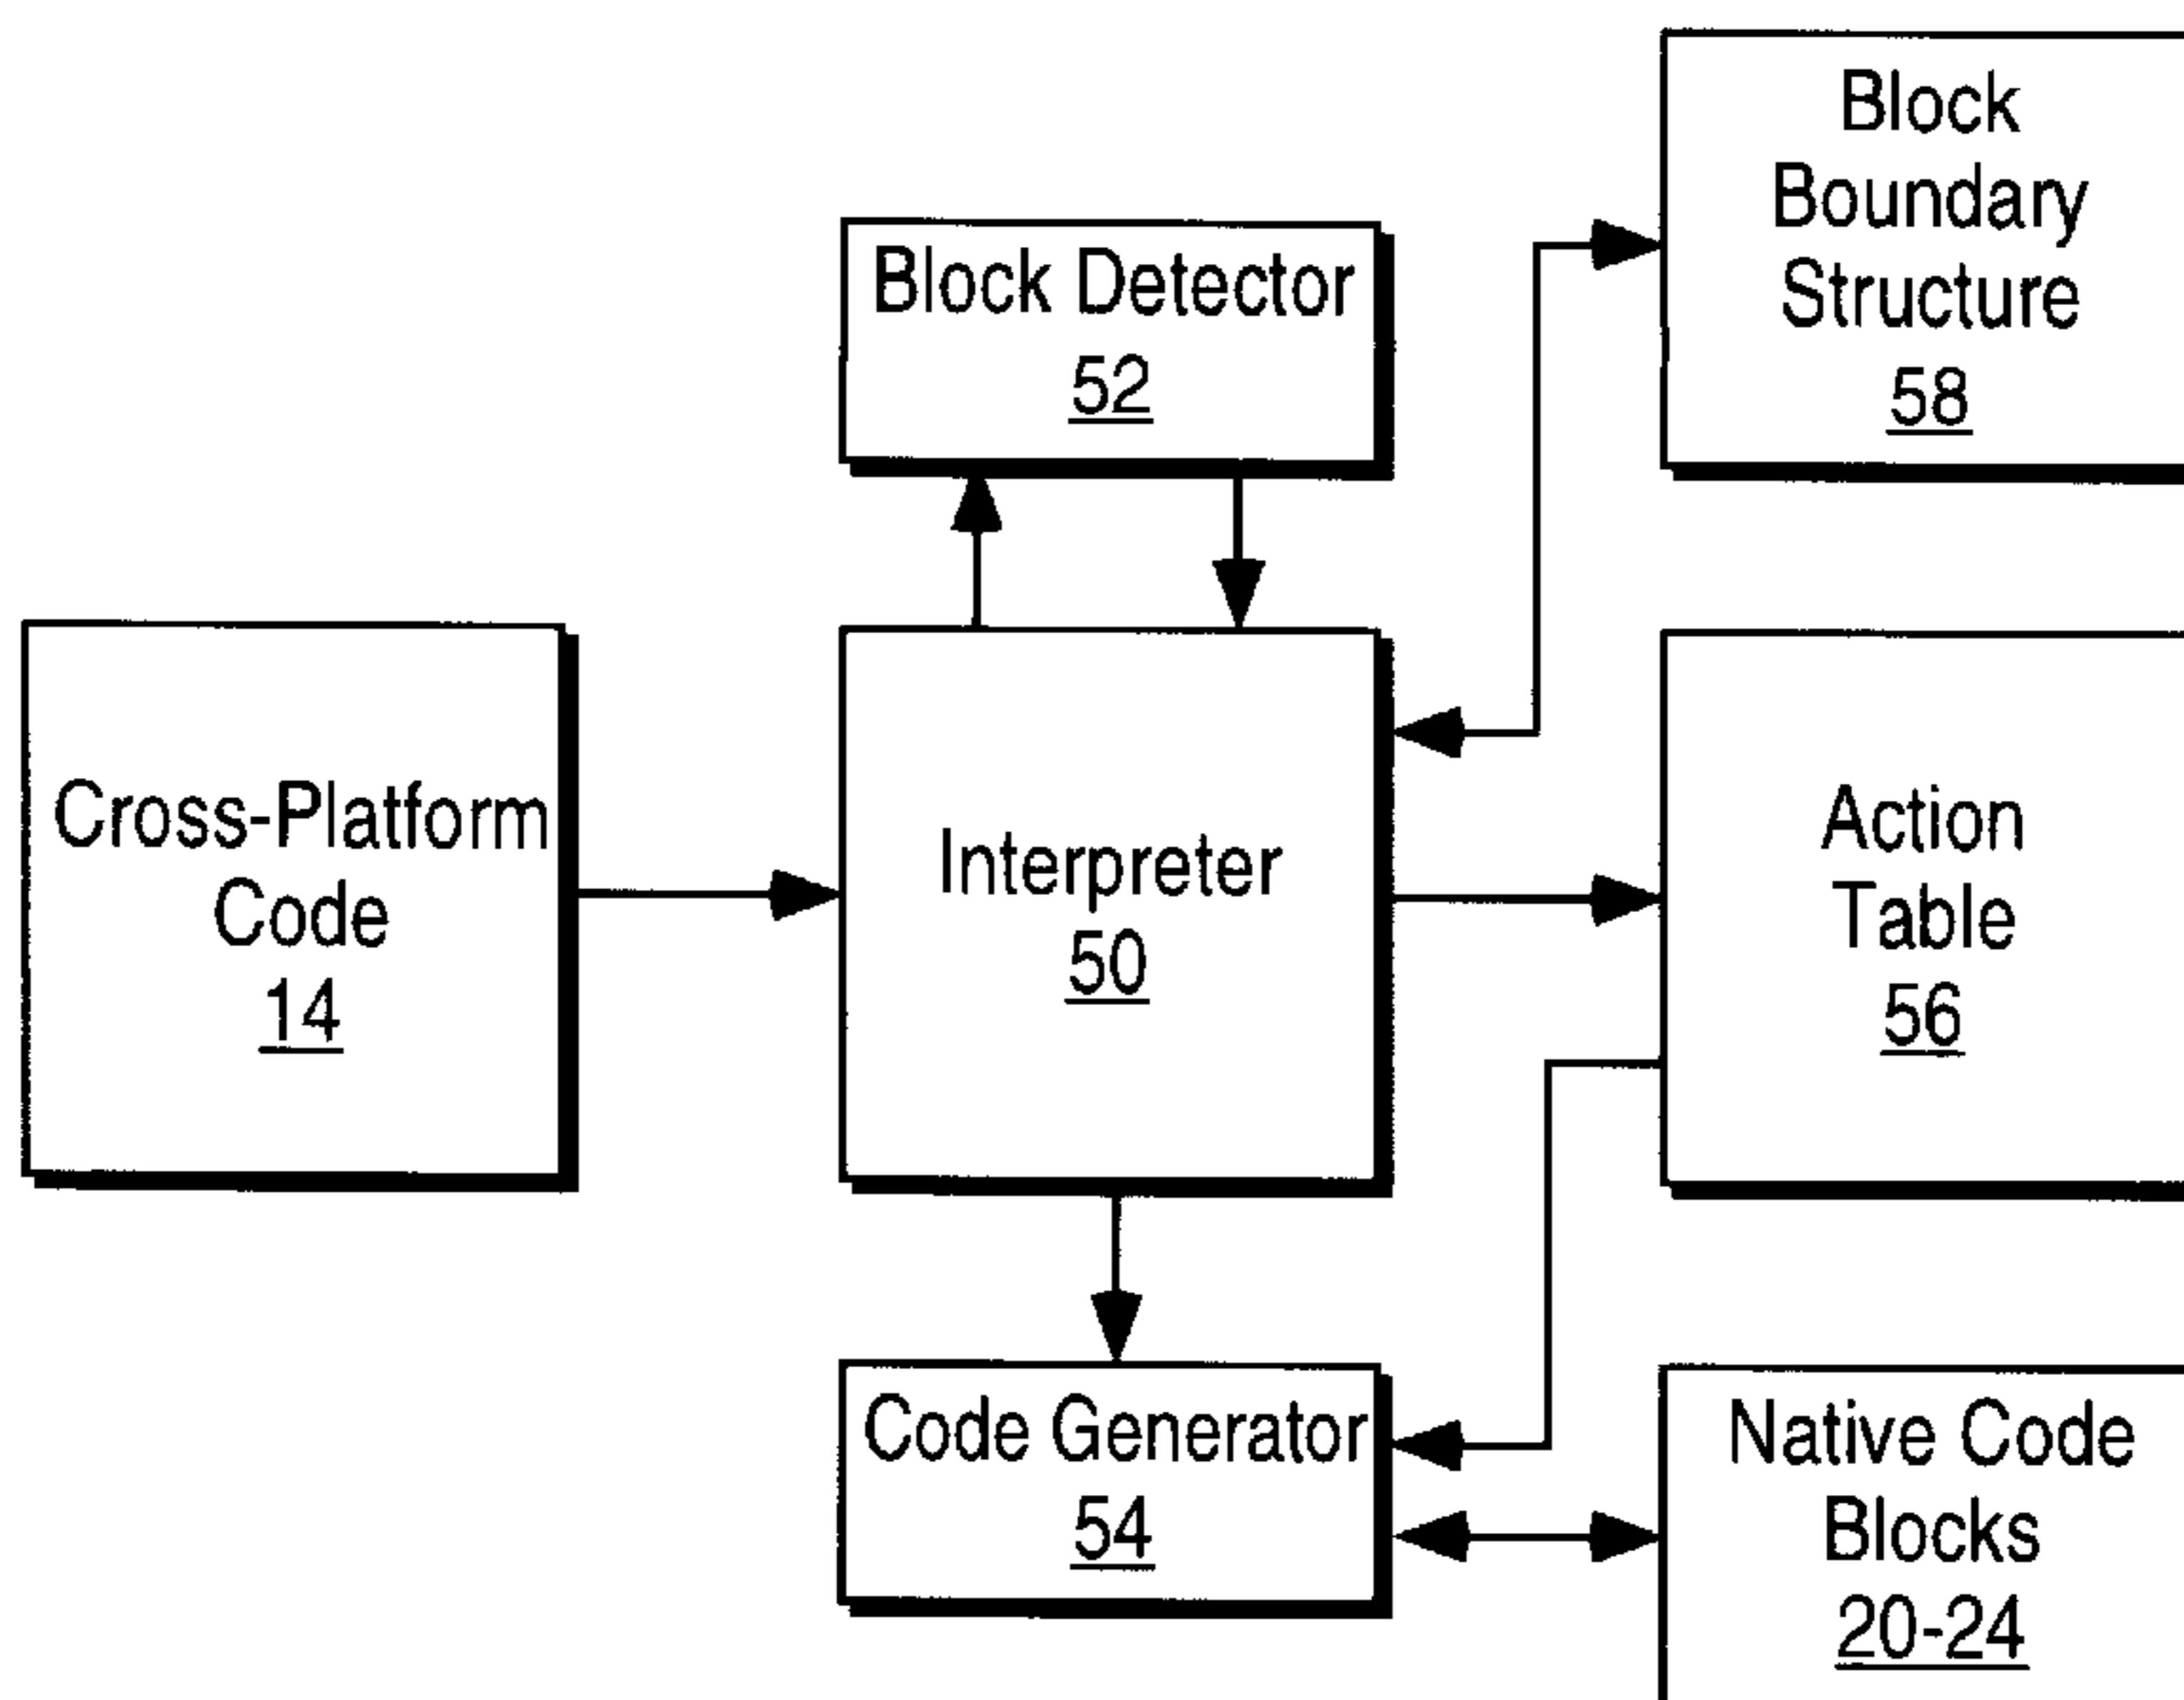 Block
Boundary
Structure
58
Block Detector
52
Cross-Platform
Code
14
Interpreter
50
Action
Table
56
Code Generator
54
Native Code
Blocks
20-24